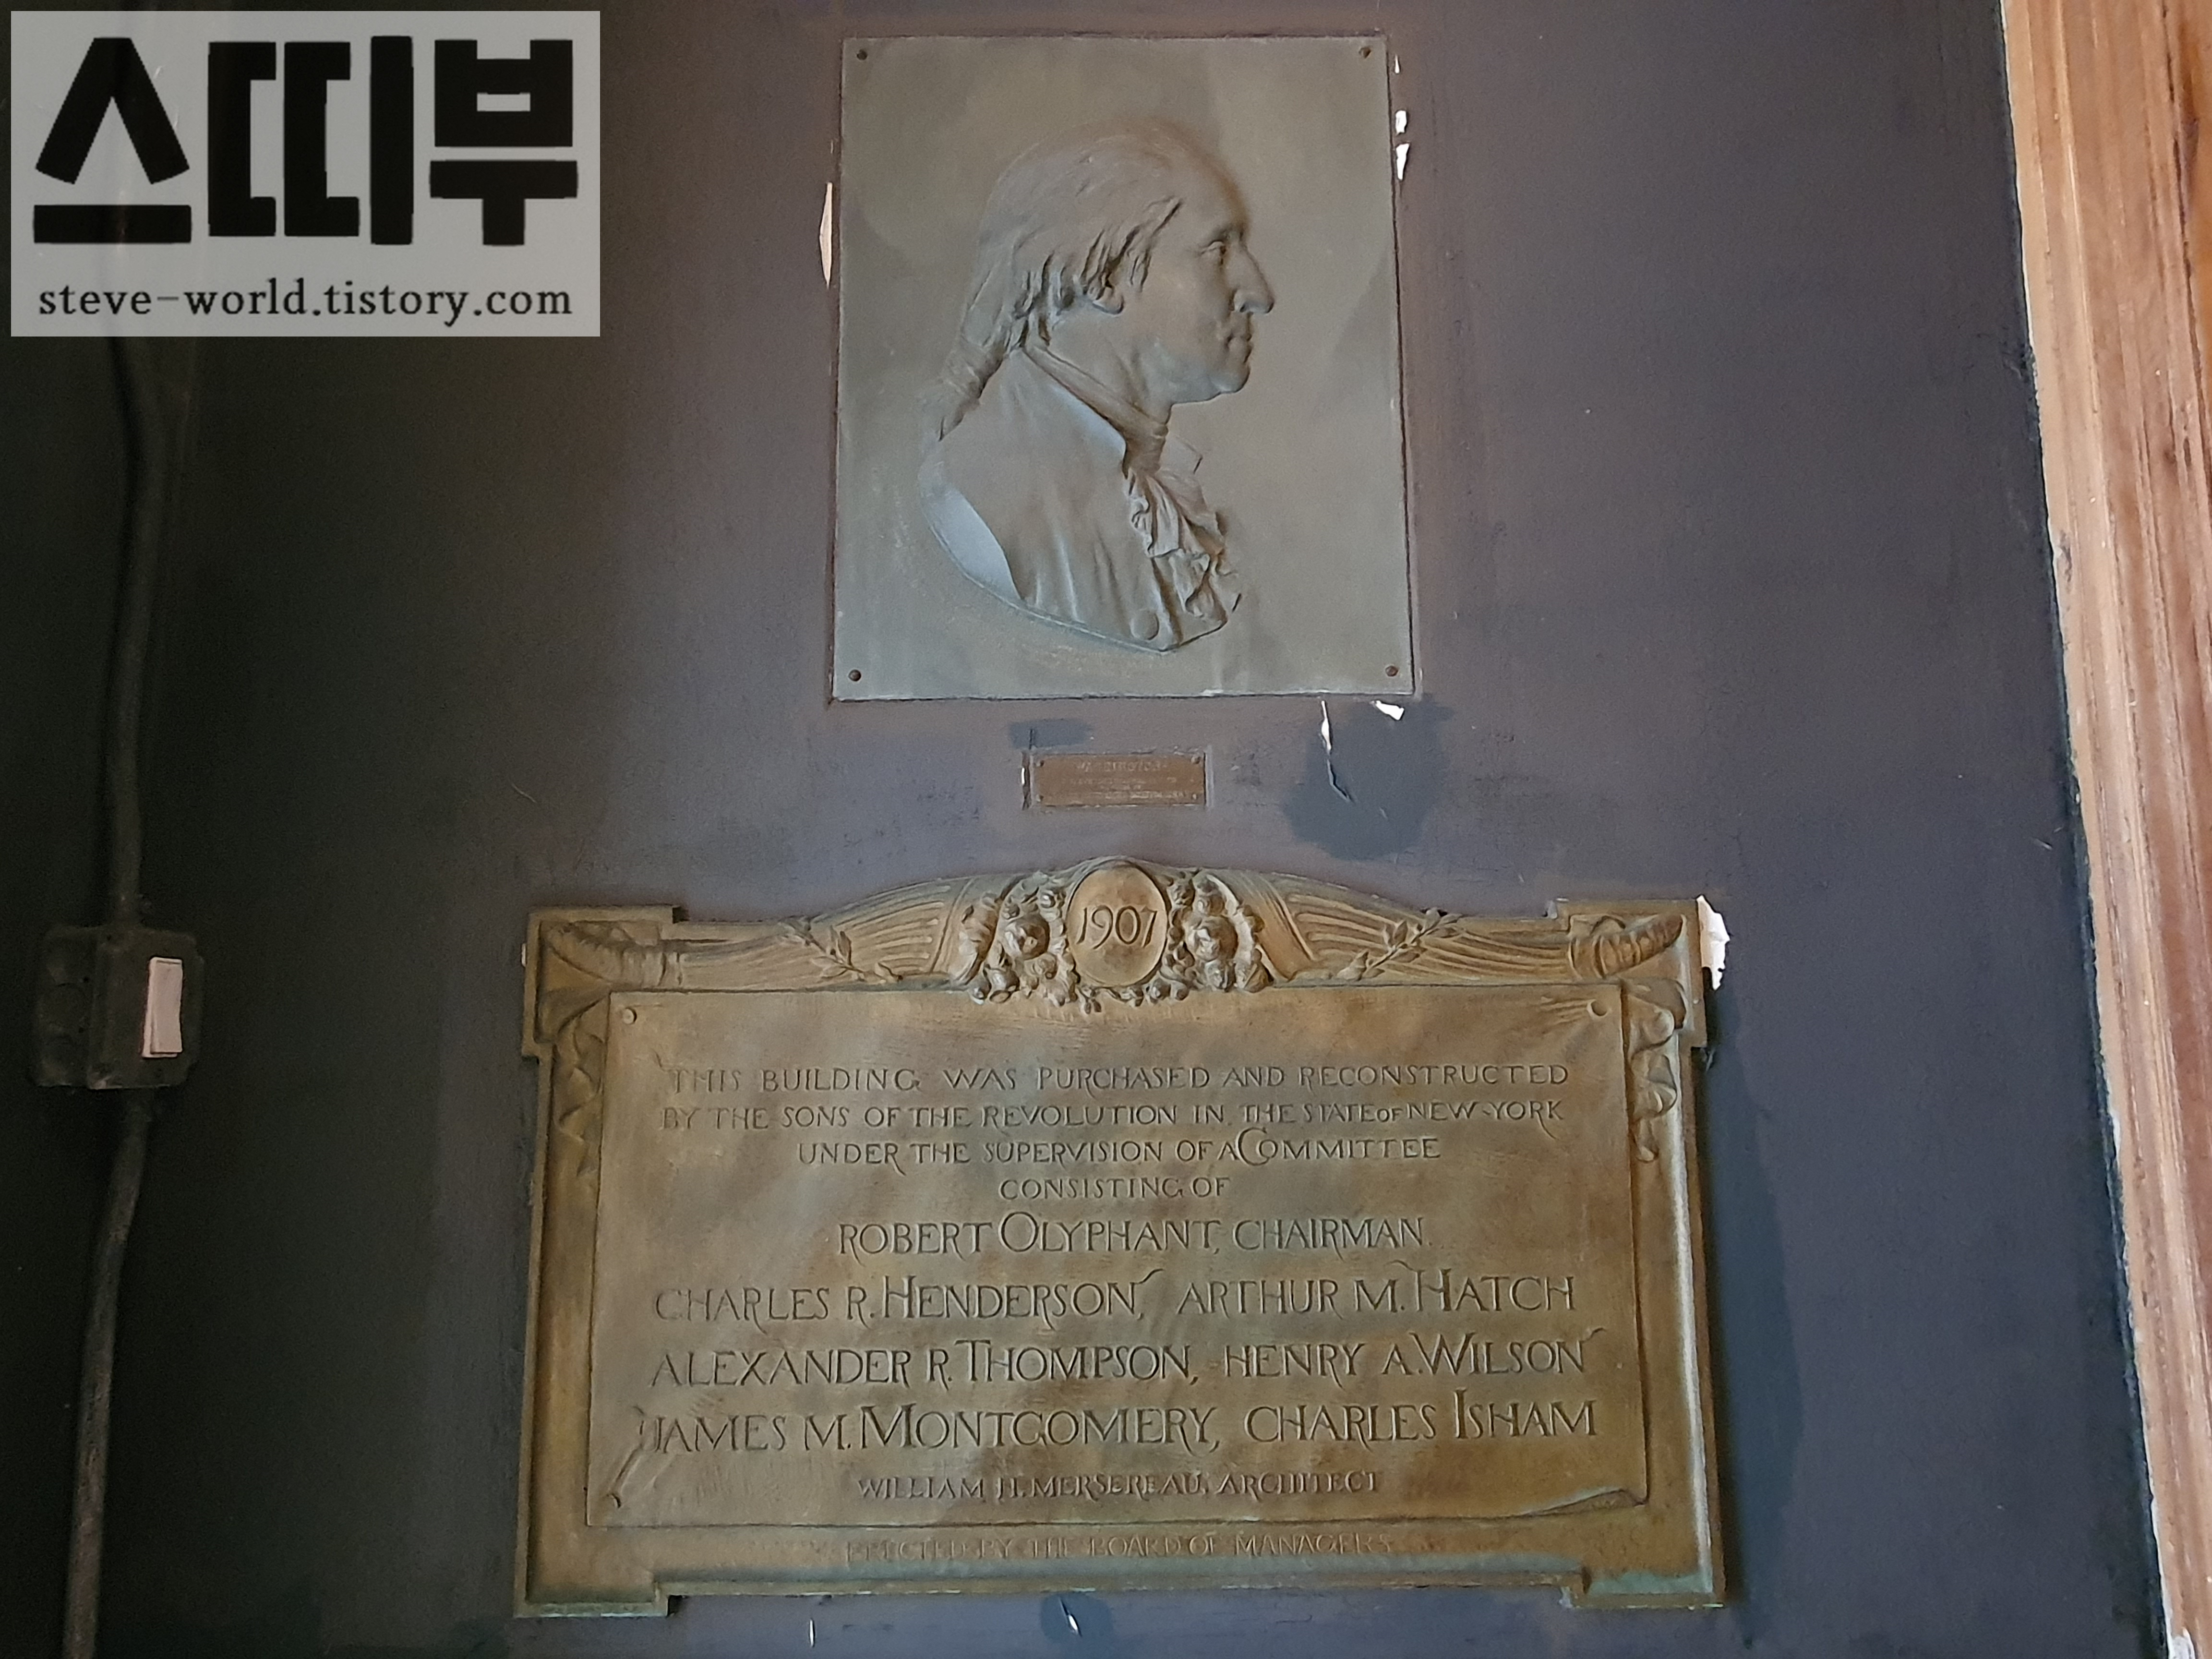 스띠부
steve-world.tistory.com
WASHINGTON
1907
THIS BUILDING WAS PURCHASED AND RECONSTRUCTED
BY THE SONS OF THE REVOLUTION IN THE STATE OF NEW-YORK
UNDER THE SUPERVISION OF A COMMITTEE
CONSISTING OF
ROBERT OLYPHANT, CHAIRMAN.
CHARLES R. HENDERSON, ARTHUR M. HATCH
ALEXANDER R. THOMPSON, HENRY A. WILSON
JAMES M. MONTGOMERY, CHARLES ISHAM
WILLIAM H. MERSEREAU, ARCHITECT
ERECTED BY THE BOARD OF MANAGERS